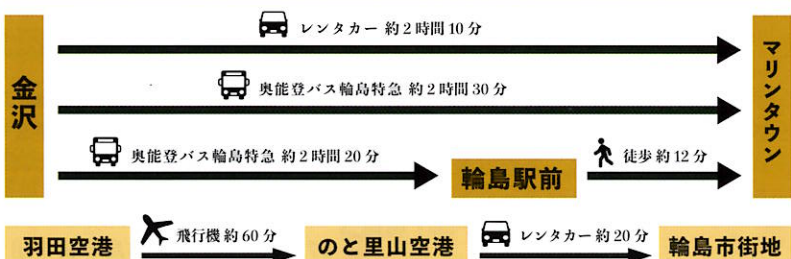 レンタカー 約2時間10分
金沢
奥能登バス輪島特急 約2時間30分
マリンタウン
奥能登バス輪島特急 約2時間20分
輪島駅前
徒歩 約12分
羽田空港
飛行機 約60分
のと里山空港
レンタカー 約20分
輪島市街地